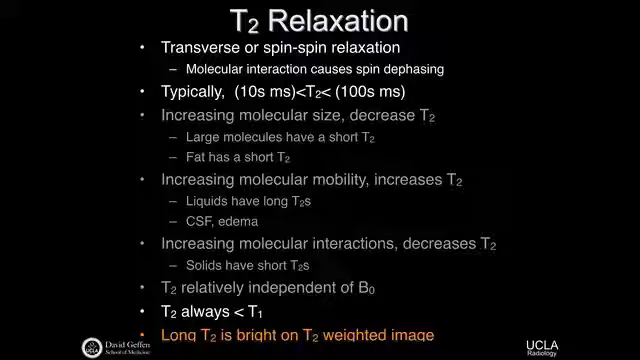 T₂ Relaxation
• Transverse or spin-spin relaxation
– Molecular interaction causes spin dephasing
• Typically, (10s ms)<T₂< (100s ms)
• Increasing molecular size, decrease T₂
– Large molecules have a short T₂
– Fat has a short T₂
• Increasing molecular mobility, increases T₂
– Liquids have long T₂s
– CSF, edema
• Increasing molecular interactions, decreases T₂
– Solids have short T₂s
• T₂ relatively independent of B₀
• T₂ always < T₁
• Long T₂ is bright on T₂ weighted image
UCLA
David Geffen
School of Medicine
UCLA
Radiology